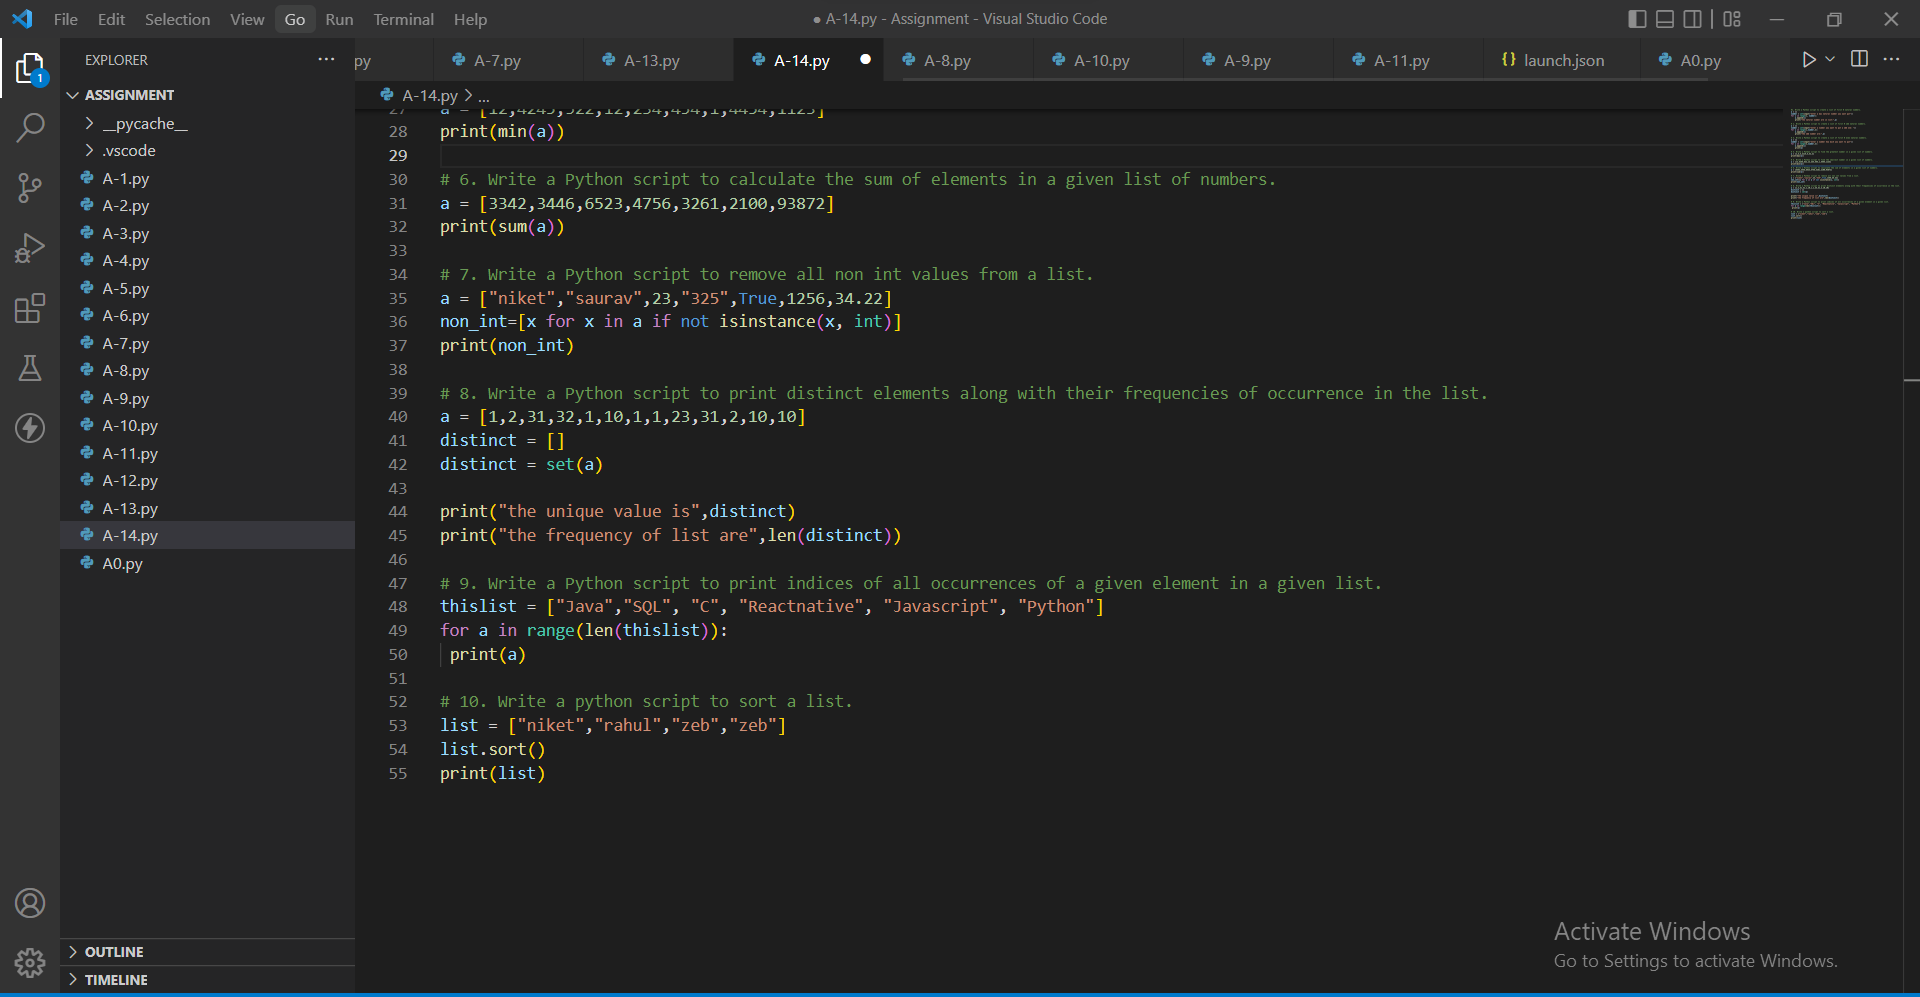 File Edit Selection View Go Run Terminal Help
● A-14.py - Assignment - Visual Studio Code
EXPLORER ···
py A-7.py A-13.py A-14.py ● A-8.py A-10.py A-9.py A-11.py {} launch.json A0.py
A-14.py > ...
ASSIGNMENT
__pycache__
.vscode
A-1.py
A-2.py
A-3.py
A-4.py
A-5.py
A-6.py
A-7.py
A-8.py
A-9.py
A-10.py
A-11.py
A-12.py
A-13.py
A-14.py
A0.py
OUTLINE
TIMELINE
1
27 a = [12,4245,322,12,234,454,1,4454,1123]
28 print(min(a))
29
30 # 6. Write a Python script to calculate the sum of elements in a given list of numbers.
31 a = [3342,3446,6523,4756,3261,2100,93872]
32 print(sum(a))
33
34 # 7. Write a Python script to remove all non int values from a list.
35 a = ["niket","saurav",23,"325",True,1256,34.22]
36 non_int=[x for x in a if not isinstance(x, int)]
37 print(non_int)
38
39 # 8. Write a Python script to print distinct elements along with their frequencies of occurrence in the list.
40 a = [1,2,31,32,1,10,1,1,23,31,2,10,10]
41 distinct = []
42 distinct = set(a)
43
44 print("the unique value is",distinct)
45 print("the frequency of list are",len(distinct))
46
47 # 9. Write a Python script to print indices of all occurrences of a given element in a given list.
48 thislist = ["Java","SQL", "C", "Reactnative", "Javascript", "Python"]
49 for a in range(len(thislist)):
50 print(a)
51
52 # 10. Write a python script to sort a list.
53 list = ["niket","rahul","zeb","zeb"]
54 list.sort()
55 print(list)
Activate Windows
Go to Settings to activate Windows.